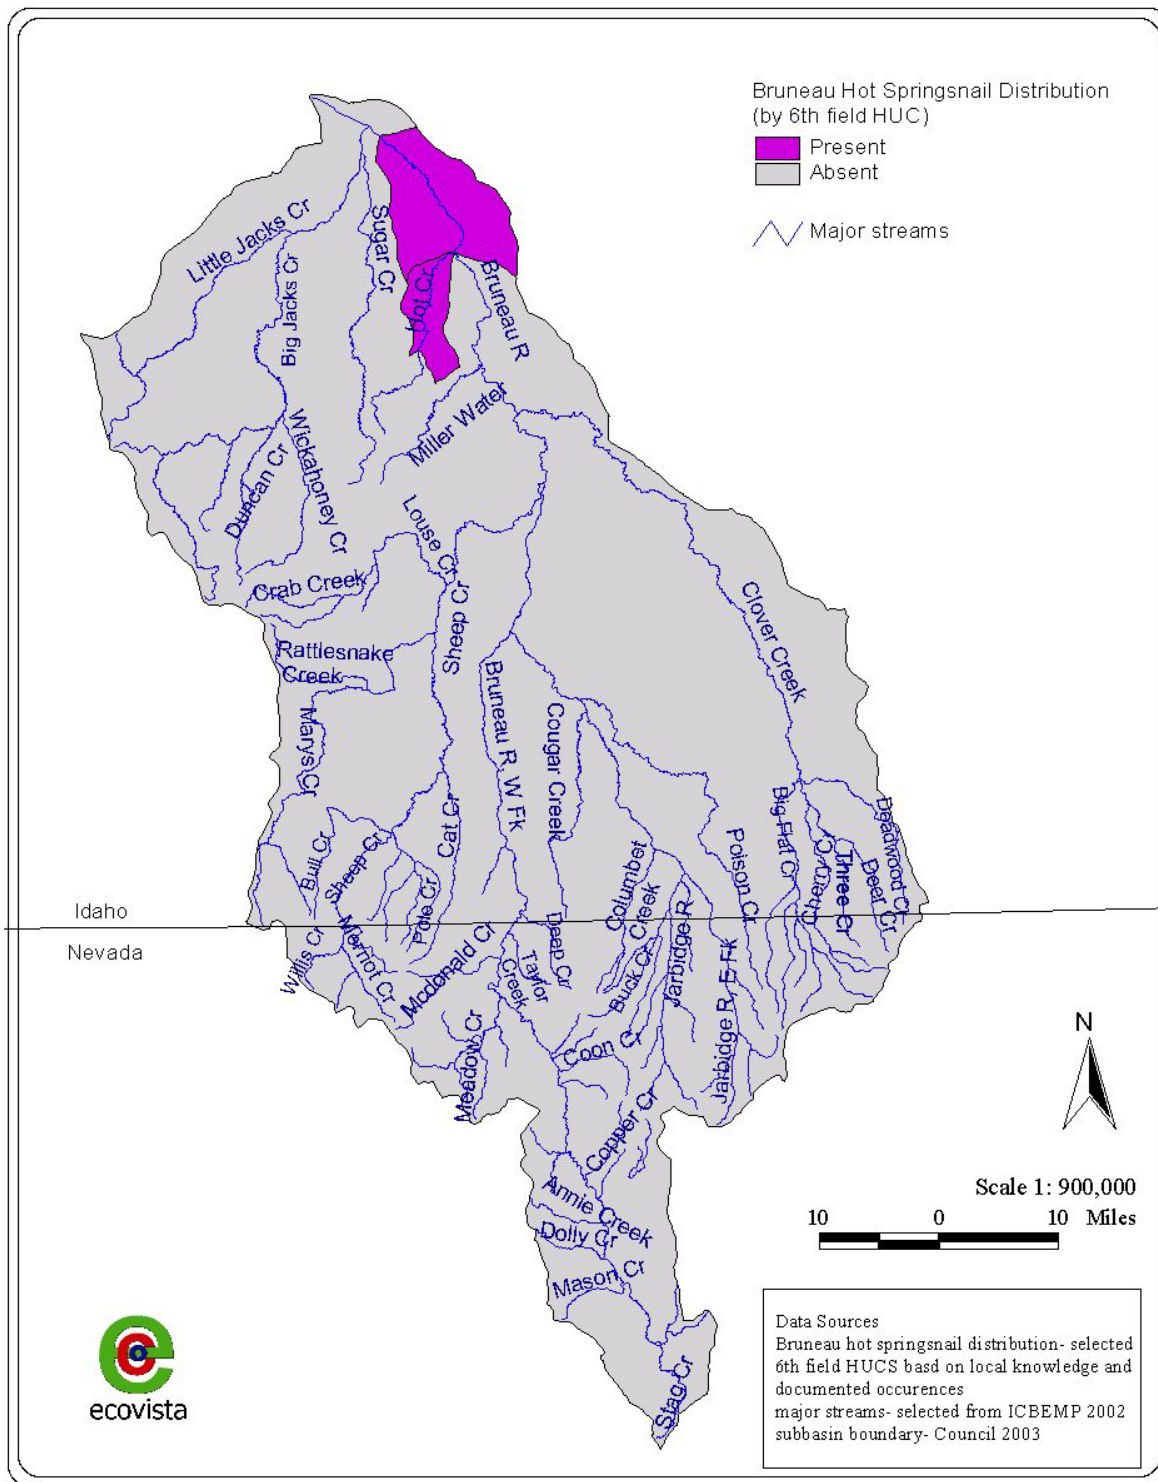 Bruneau Hot Springsnail Distribution
(by 6th field HUC)
Present
Absent
Major streams
Little Jacks Cr
Sugar Cr
Big Jacks Cr
Hot Cr
Bruneau R
Miller Water
Wickahoney Cr
Duncan Cr
Louse Cr
Crab Creek
Sheep Cr
Clover Creek
Rattlesnake
Creek
Bruneau R, W Fk
Marys Cr
Cougar Creek
Cat Cr
Big Flat Cr
Deadwood Cr
Bull Cr
Sheep Cr
Poison Cr
Cherry Cr
Three Cr
Deer Cr
Columbet
Creek
Pole Cr
Idaho
Nevada
Willis Cr
Merriot Cr
Mcdonald Cr
Taylor
Creek
Deep Cr
Buck Cr
Jarbidge R
Jarbidge R, E Fk
Meadow Cr
Coon Cr
Copper Cr
Annie Creek
Dolly Cr
Mason Cr
Stag Cr
N
Scale 1: 900,000
10 0 10 Miles
ecovista
Data Sources
Bruneau hot springsnail distribution- selected
6th field HUCS basd on local knowledge and
documented occurences
major streams- selected from ICBEMP 2002
subbasin boundary- Council 2003